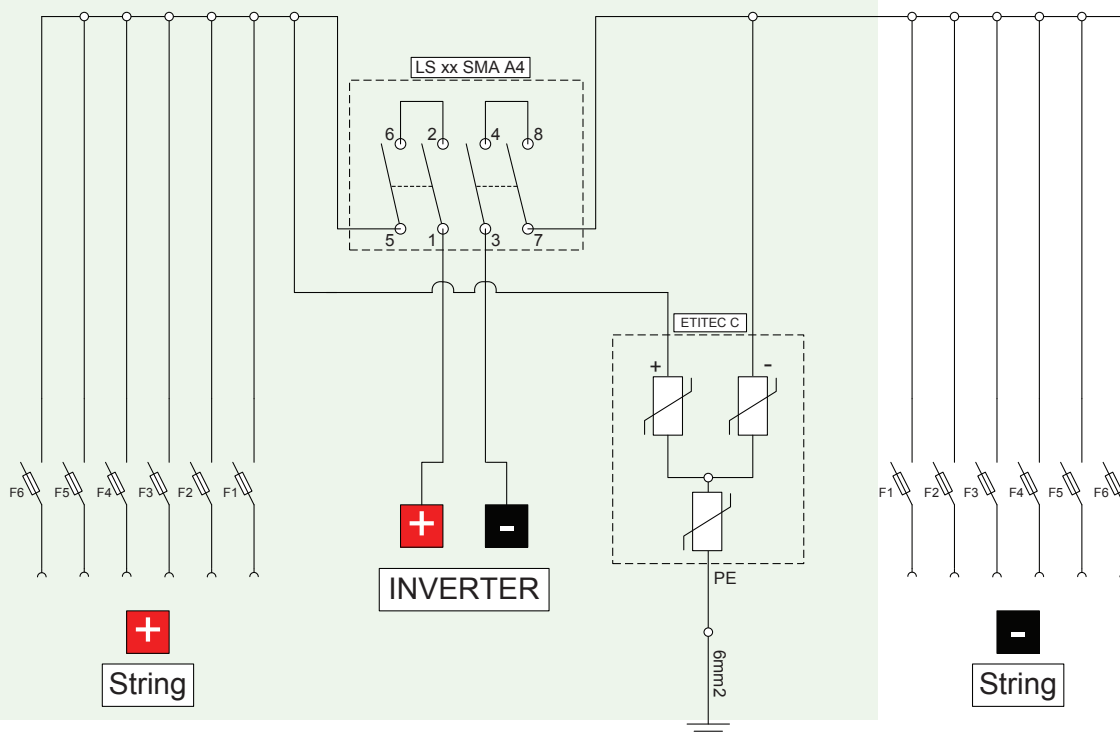 LS xx SMA A4
6 2 4 8
5 1 3 7
ETITEC C
+ -
F6 F5 F4 F3 F2 F1
F1 F2 F3 F4 F5 F6
+ -
INVERTER
PE
6mm2
+
String
-
String